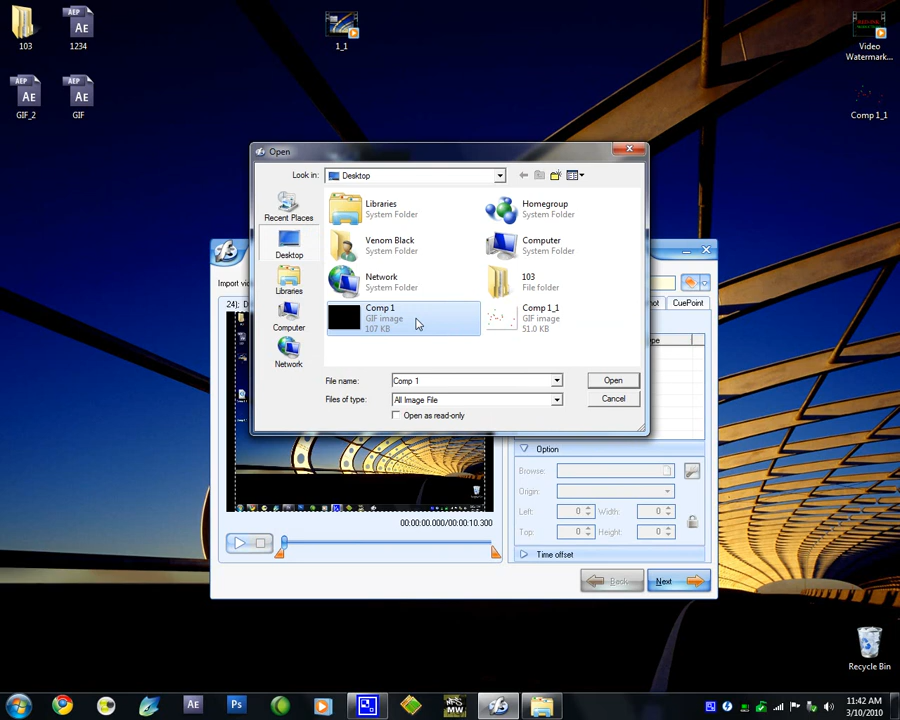 103
1234
GIF_2
GIF
1_1
Video
Watermark...
Comp 1_1
Open
Look in:
Desktop
Recent Places
Desktop
Libraries
Computer
Network
Libraries
System Folder
Homegroup
System Folder
Venom Black
System Folder
Computer
System Folder
Network
System Folder
103
File folder
Comp 1
GIF image
107 KB
Comp 1_1
GIF image
51.0 KB
File name:
Comp 1
Open
Files of type:
All Image File
Cancel
Open as read-only
CuePoint
24); D
Option
Browse:
Origin:
Left:
0
Width:
0
Top:
0
Height:
0
Time offset
00:00:00.000/00:00:10.300
Back
Next
Recycle Bin
Ae
Ps
MW
11:42 AM
3/10/2010